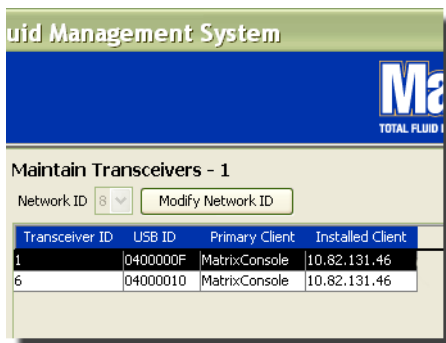 uid Management System
Ma
TOTAL FLUID
Maintain Transceivers - 1
Network ID 8 Modify Network ID
Transceiver ID USB ID Primary Client Installed Client
1 0400000F MatrixConsole 10.82.131.46
6 04000010 MatrixConsole 10.82.131.46